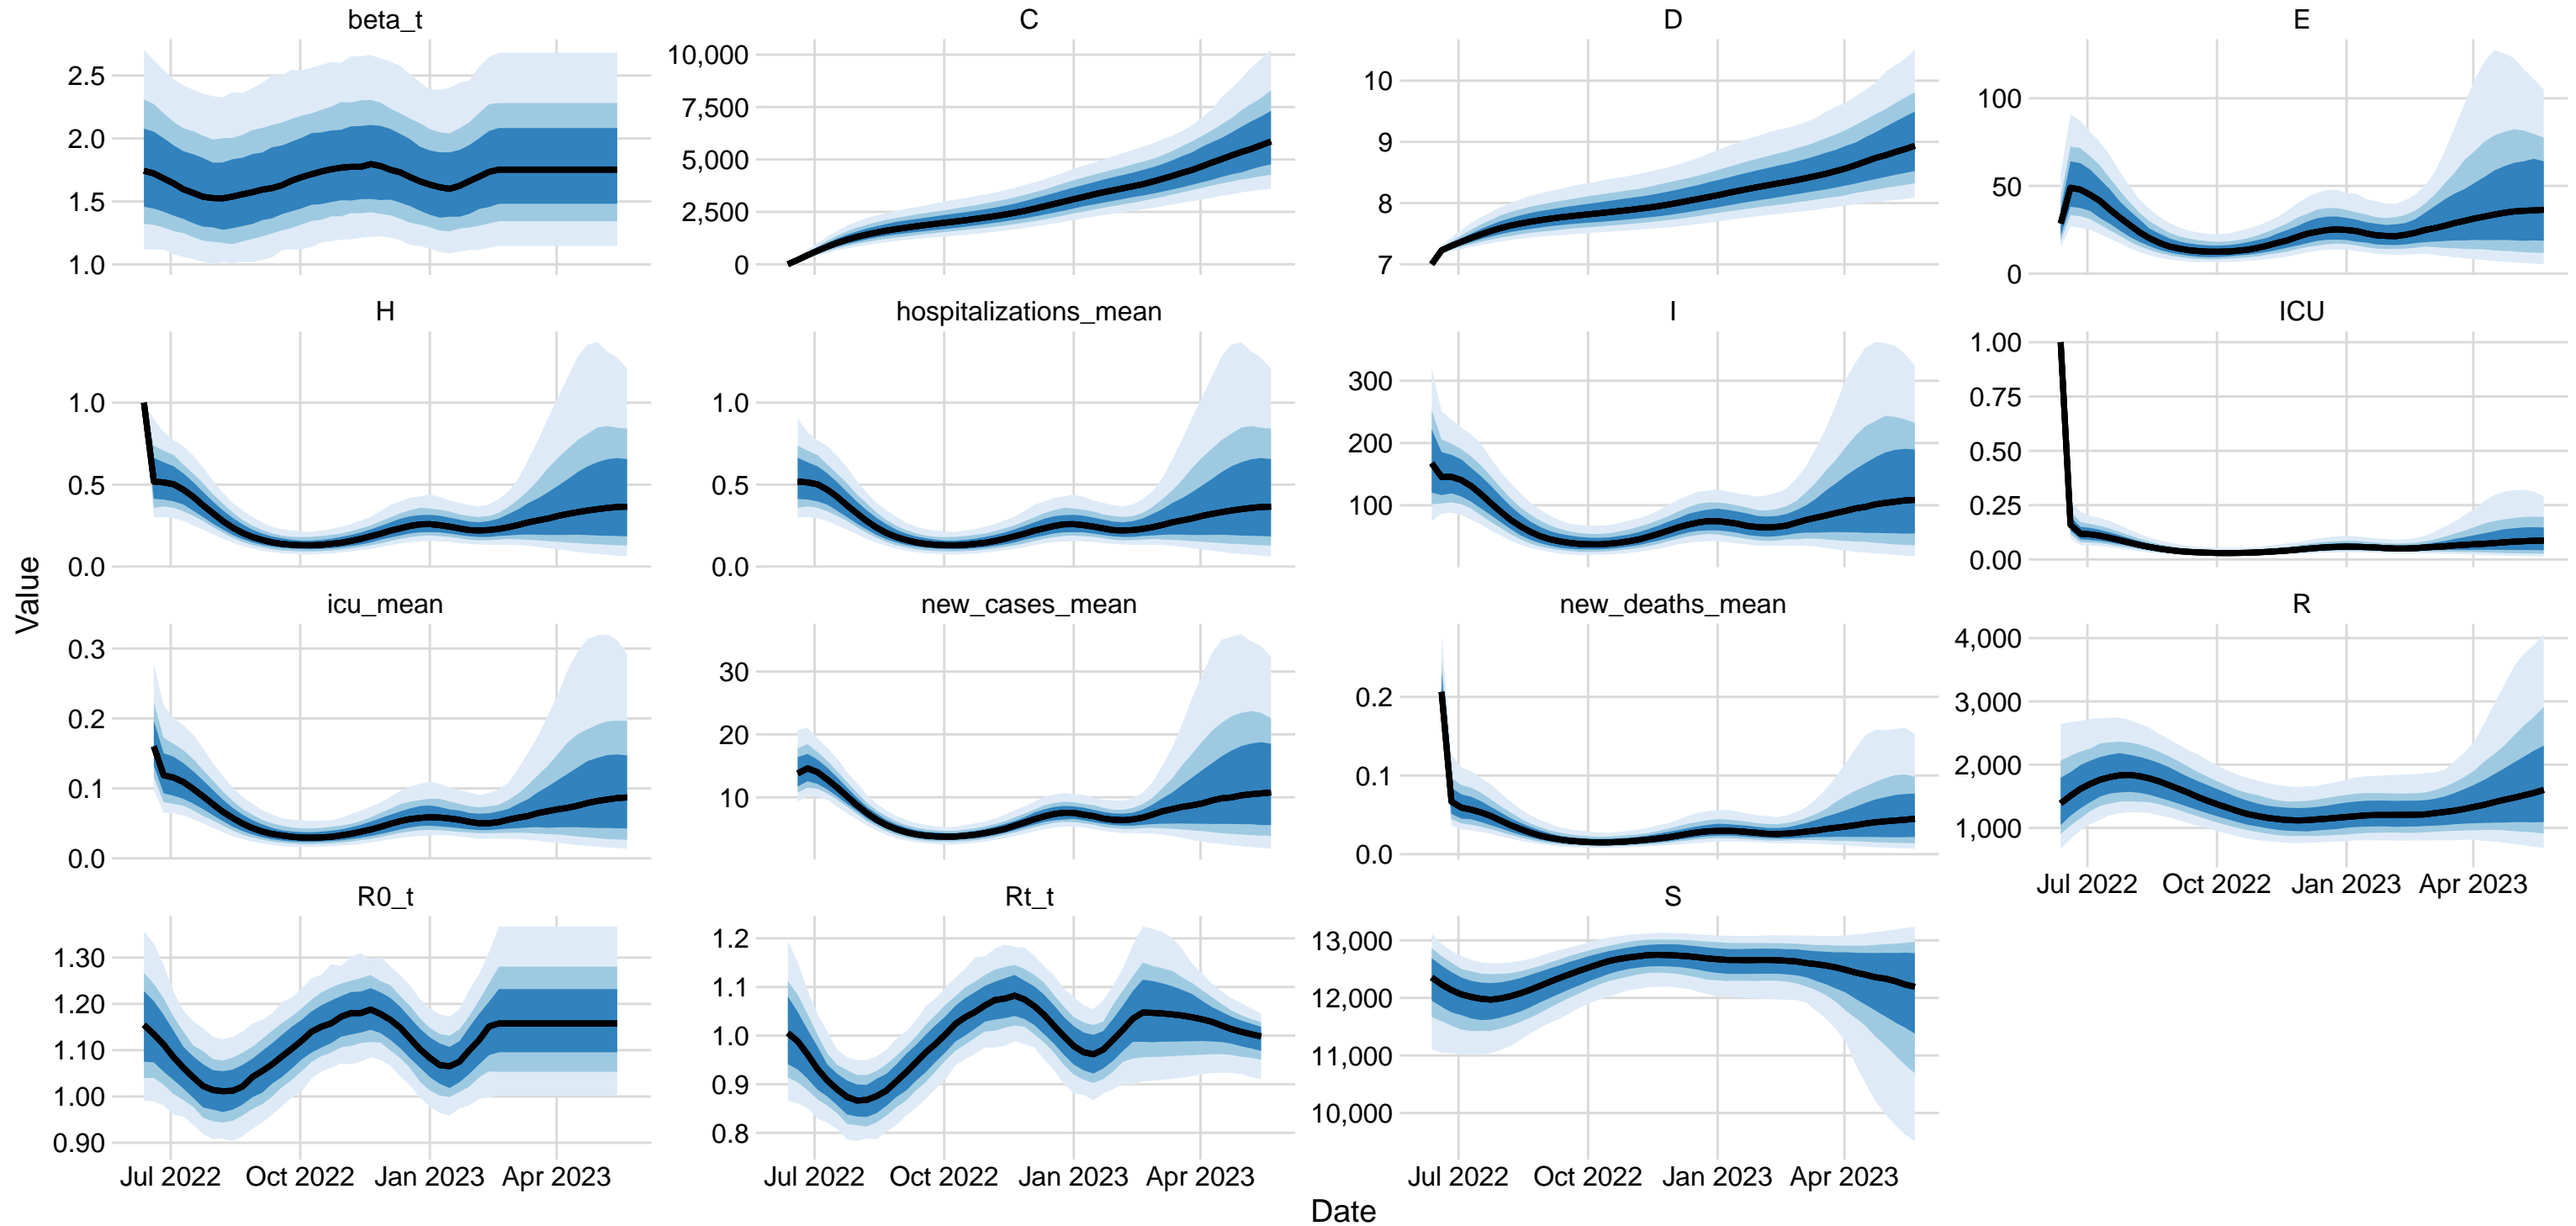 beta_t
C
D
E
2.5
2.0
1.5
1.0
10,000
7,500
5,000
2,500
0
10
9
8
7
100
50
0
H
hospitalizations_mean
I
ICU
1.0
0.5
0.0
1.0
0.5
0.0
300
200
100
1.00
0.75
0.50
0.25
0.00
Value
icu_mean
new_cases_mean
new_deaths_mean
R
0.3
0.2
0.1
0.0
30
20
10
0.2
0.1
0.0
4,000
3,000
2,000
1,000
Jul 2022 Oct 2022 Jan 2023 Apr 2023
R0_t
Rt_t
S
1.30
1.20
1.10
1.00
0.90
1.2
1.1
1.0
0.9
0.8
13,000
12,000
11,000
10,000
Jul 2022 Oct 2022 Jan 2023 Apr 2023
Jul 2022 Oct 2022 Jan 2023 Apr 2023
Jul 2022 Oct 2022 Jan 2023 Apr 2023
Date